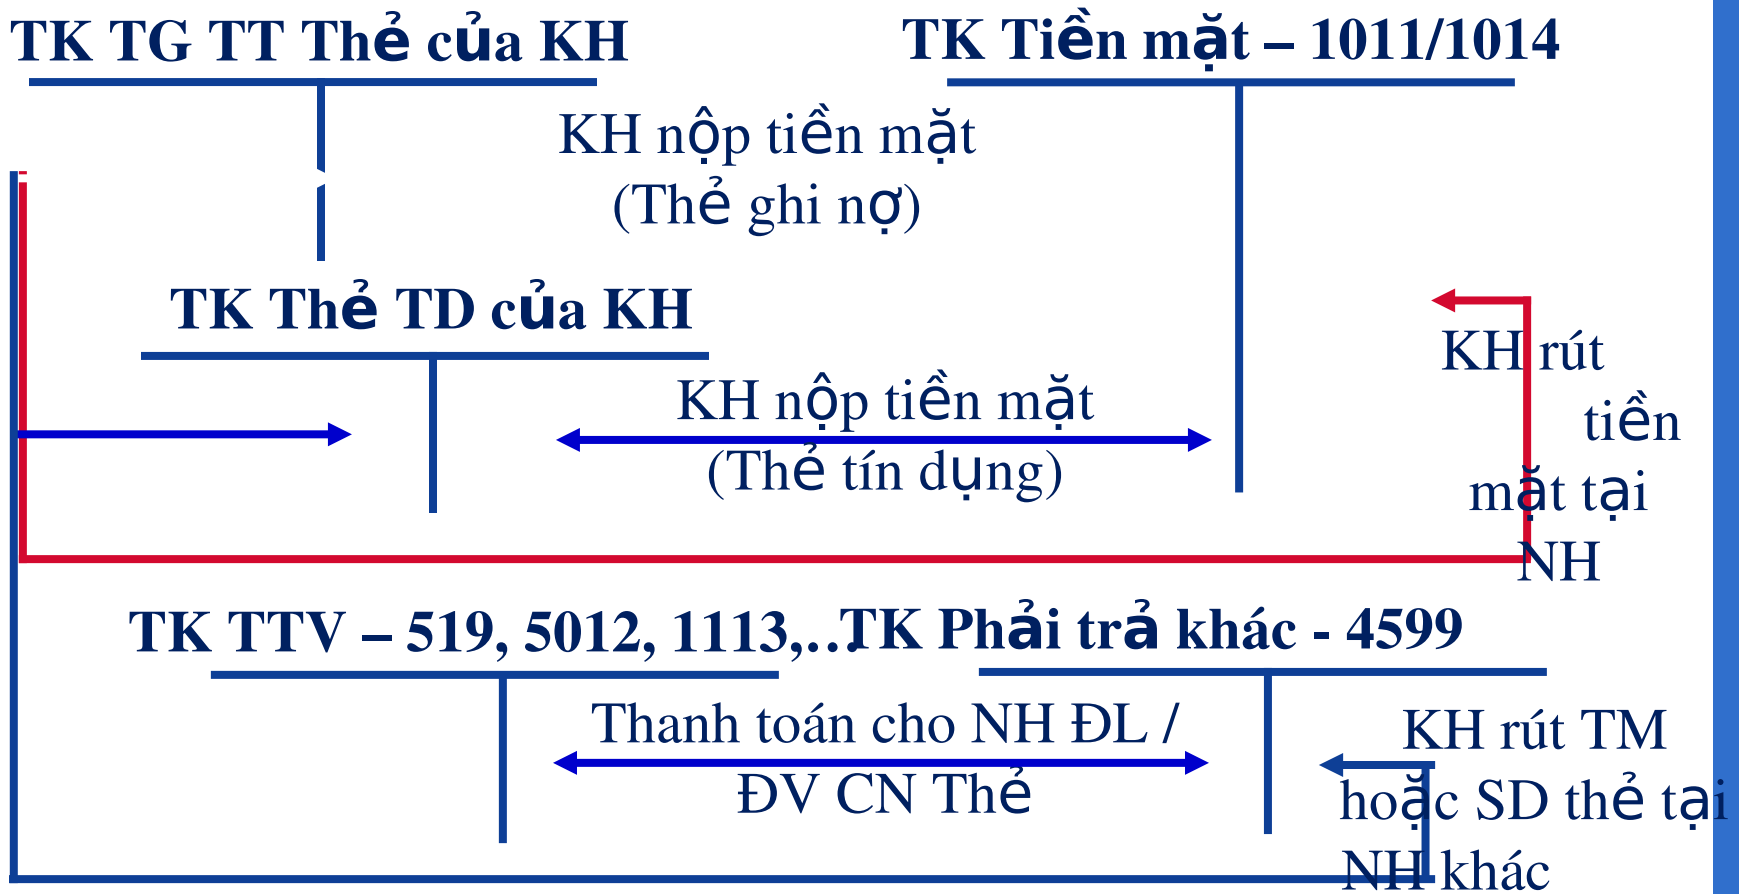 TK TG TT Thẻ của KH
TK Tiền mặt – 1011/1014
KH nộp tiền mặt
(Thẻ ghi nợ)
TK Thẻ TD của KH
KH nộp tiền mặt
(Thẻ tín dụng)
KH rút
tiền
mặt tại
NH
TK TTV – 519, 5012, 1113,…
TK Phải trả khác - 4599
Thanh toán cho NH ĐL /
ĐV CN Thẻ
KH rút TM
hoặc SD thẻ tại
NH khác